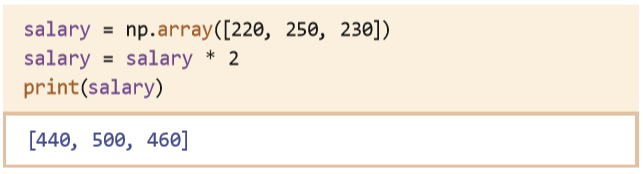 salary = np.array([220, 250, 230])
salary = salary * 2
print(salary)
[440, 500, 460]